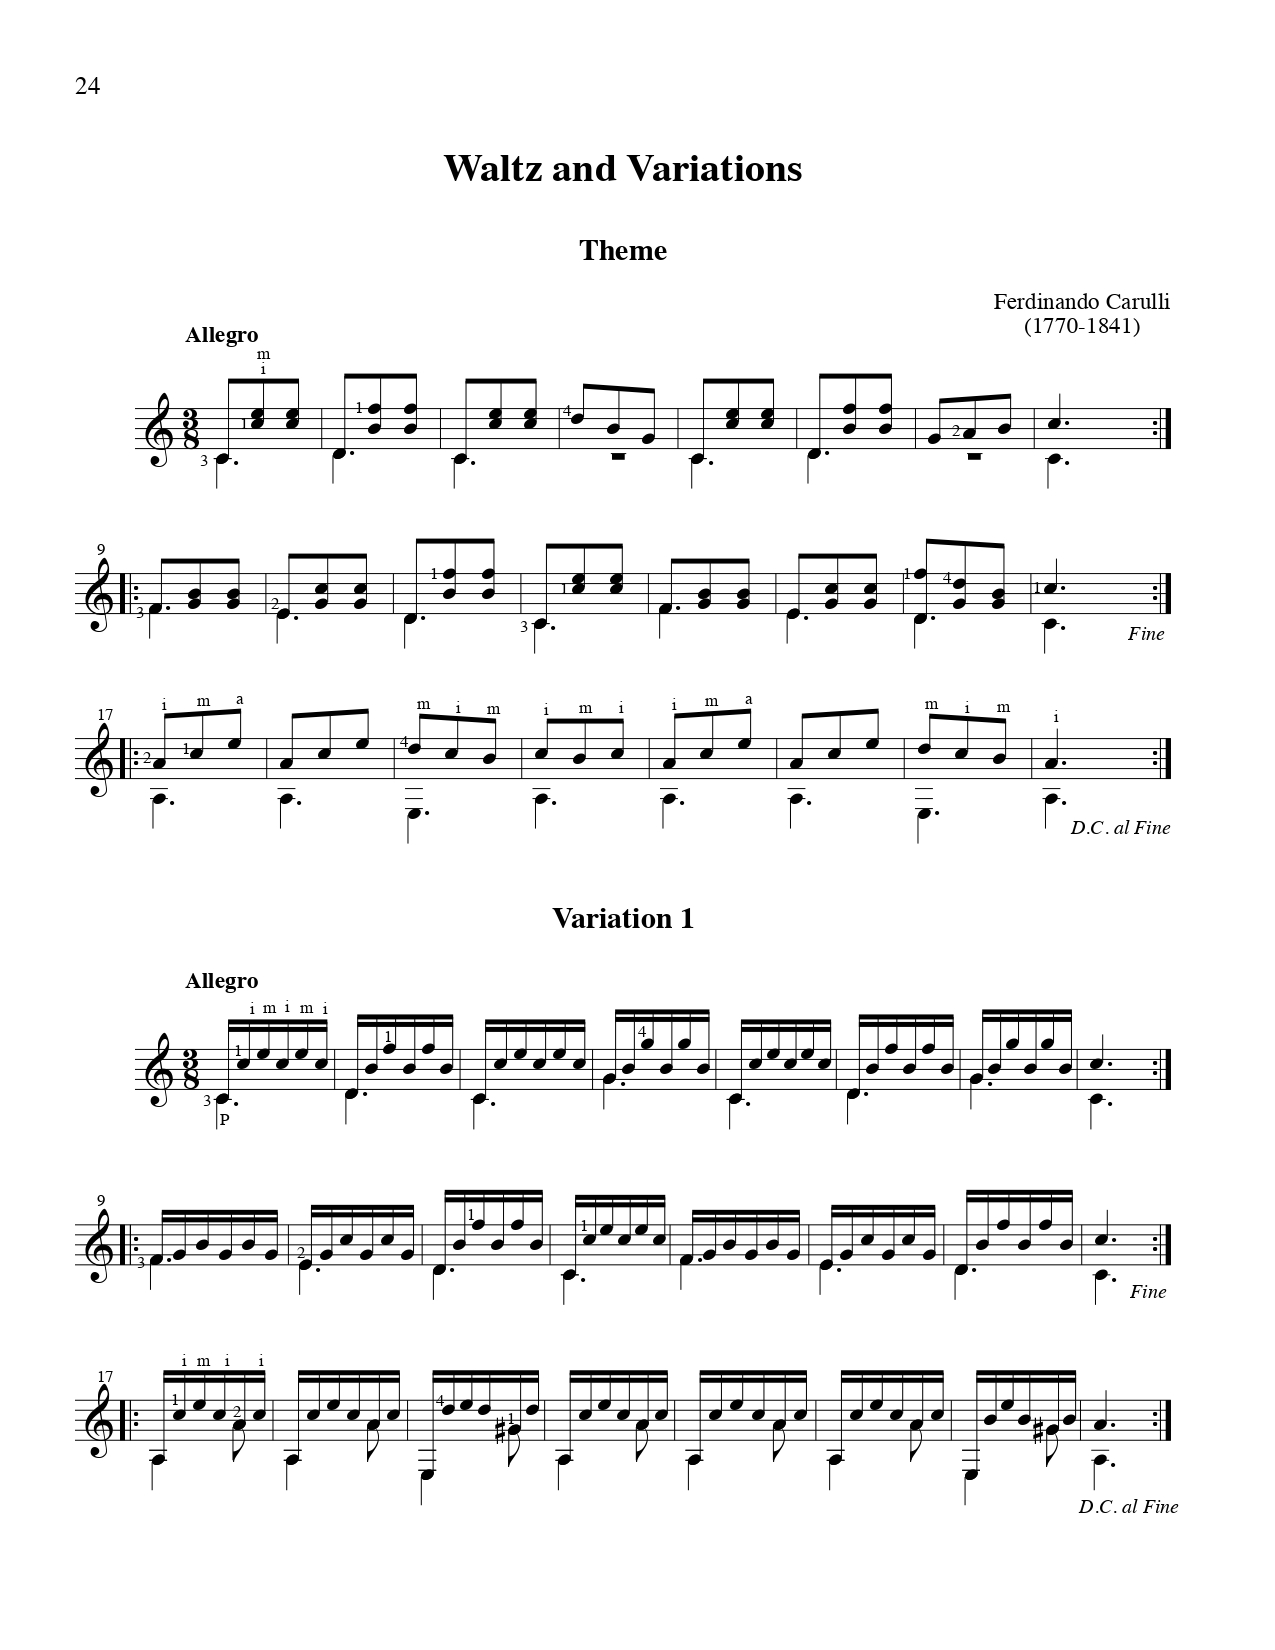 24
Waltz and Variations
Theme
Ferdinando Carulli
(1770-1841)
Allegro
m
i
3 8
3 1 1 4 2
9
3 2 1 3 1 1 4 1
Fine
i m a m i m i m i i m a m i m i
17
2 1 4
D.C. al Fine
Variation 1
Allegro
i m i m i
3 8
3 1 1 4
P
9
3 2 1 1
Fine
i m i i
17
1 2 4 1
D.C. al Fine